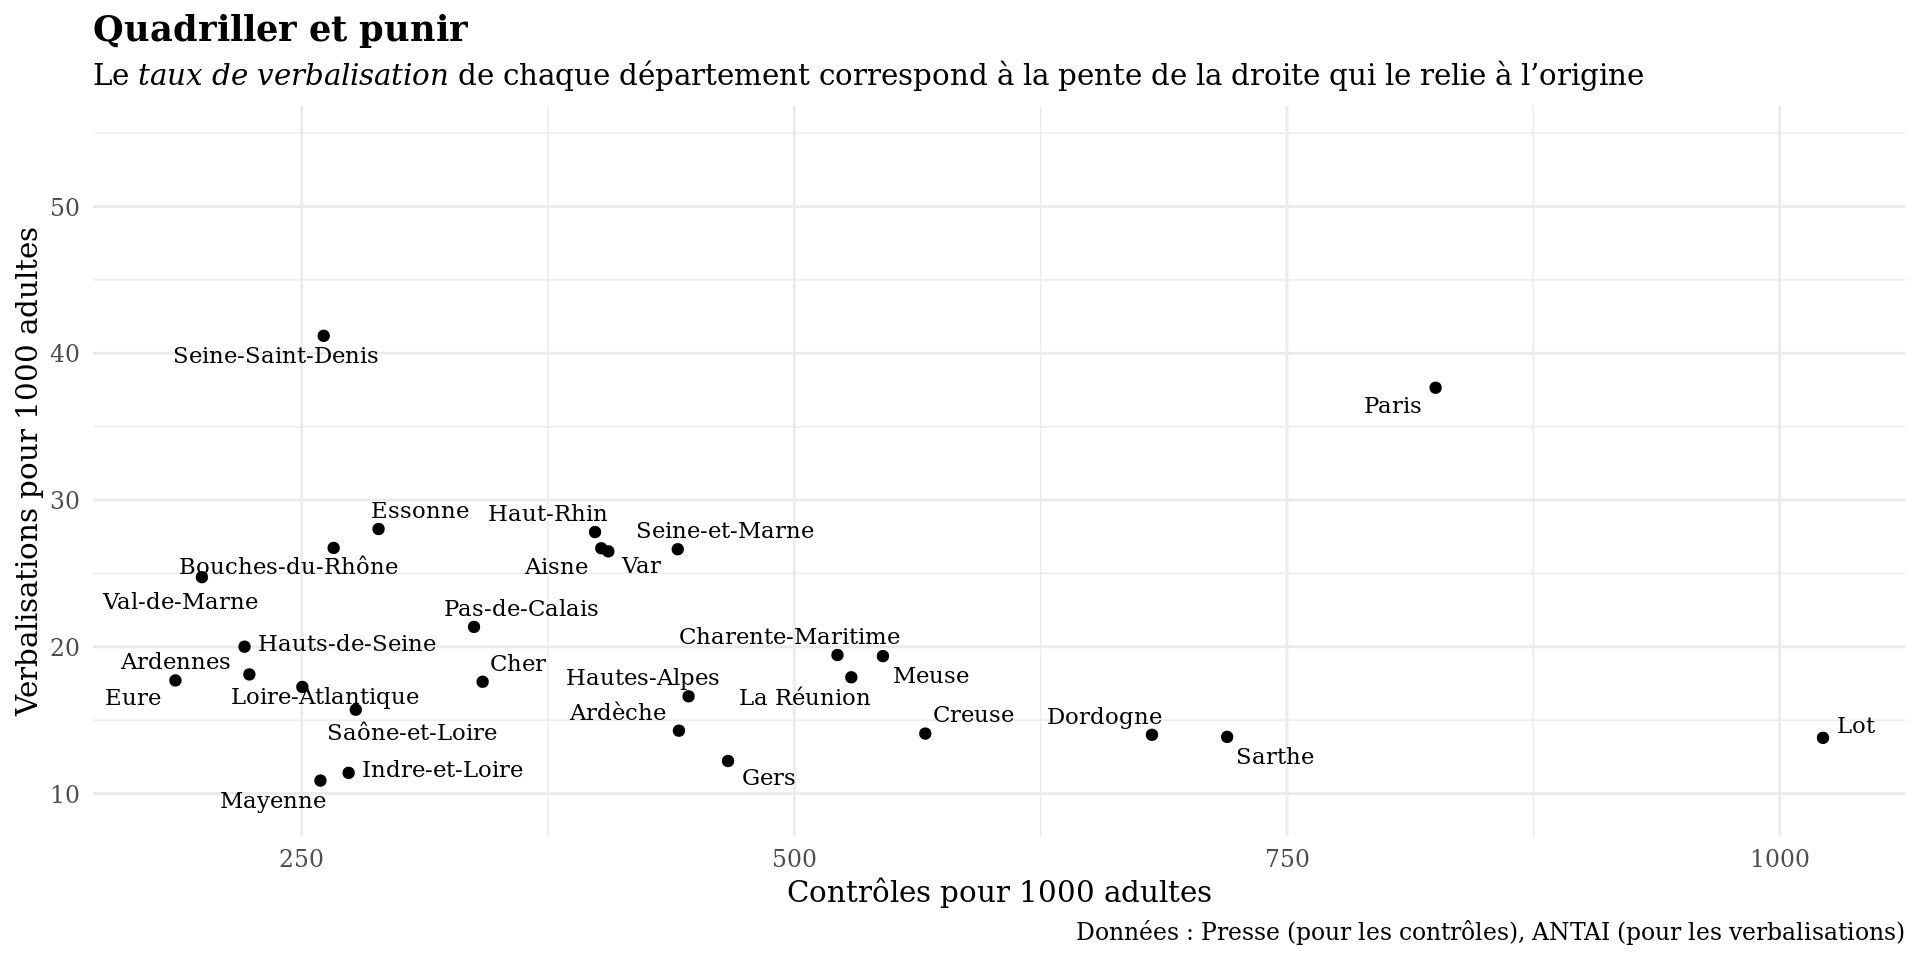 Quadriller et punir
Le taux de verbalisation de chaque département correspond à la pente de la droite qui le relie à l’origine
Verbalisations pour 1000 adultes
50
40
30
20
10
Seine-Saint-Denis
Paris
Essonne
Haut-Rhin
Seine-et-Marne
Bouches-du-Rhône
Aisne
Var
Val-de-Marne
Pas-de-Calais
Hauts-de-Seine
Charente-Maritime
Ardennes
Cher
Hautes-Alpes
Meuse
Eure
Loire-Atlantique
La Réunion
Ardèche
Creuse
Dordogne
Lot
Saône-et-Loire
Sarthe
Indre-et-Loire
Gers
Mayenne
250
500
750
1000
Contrôles pour 1000 adultes
Données : Presse (pour les contrôles), ANTAI (pour les verbalisations)